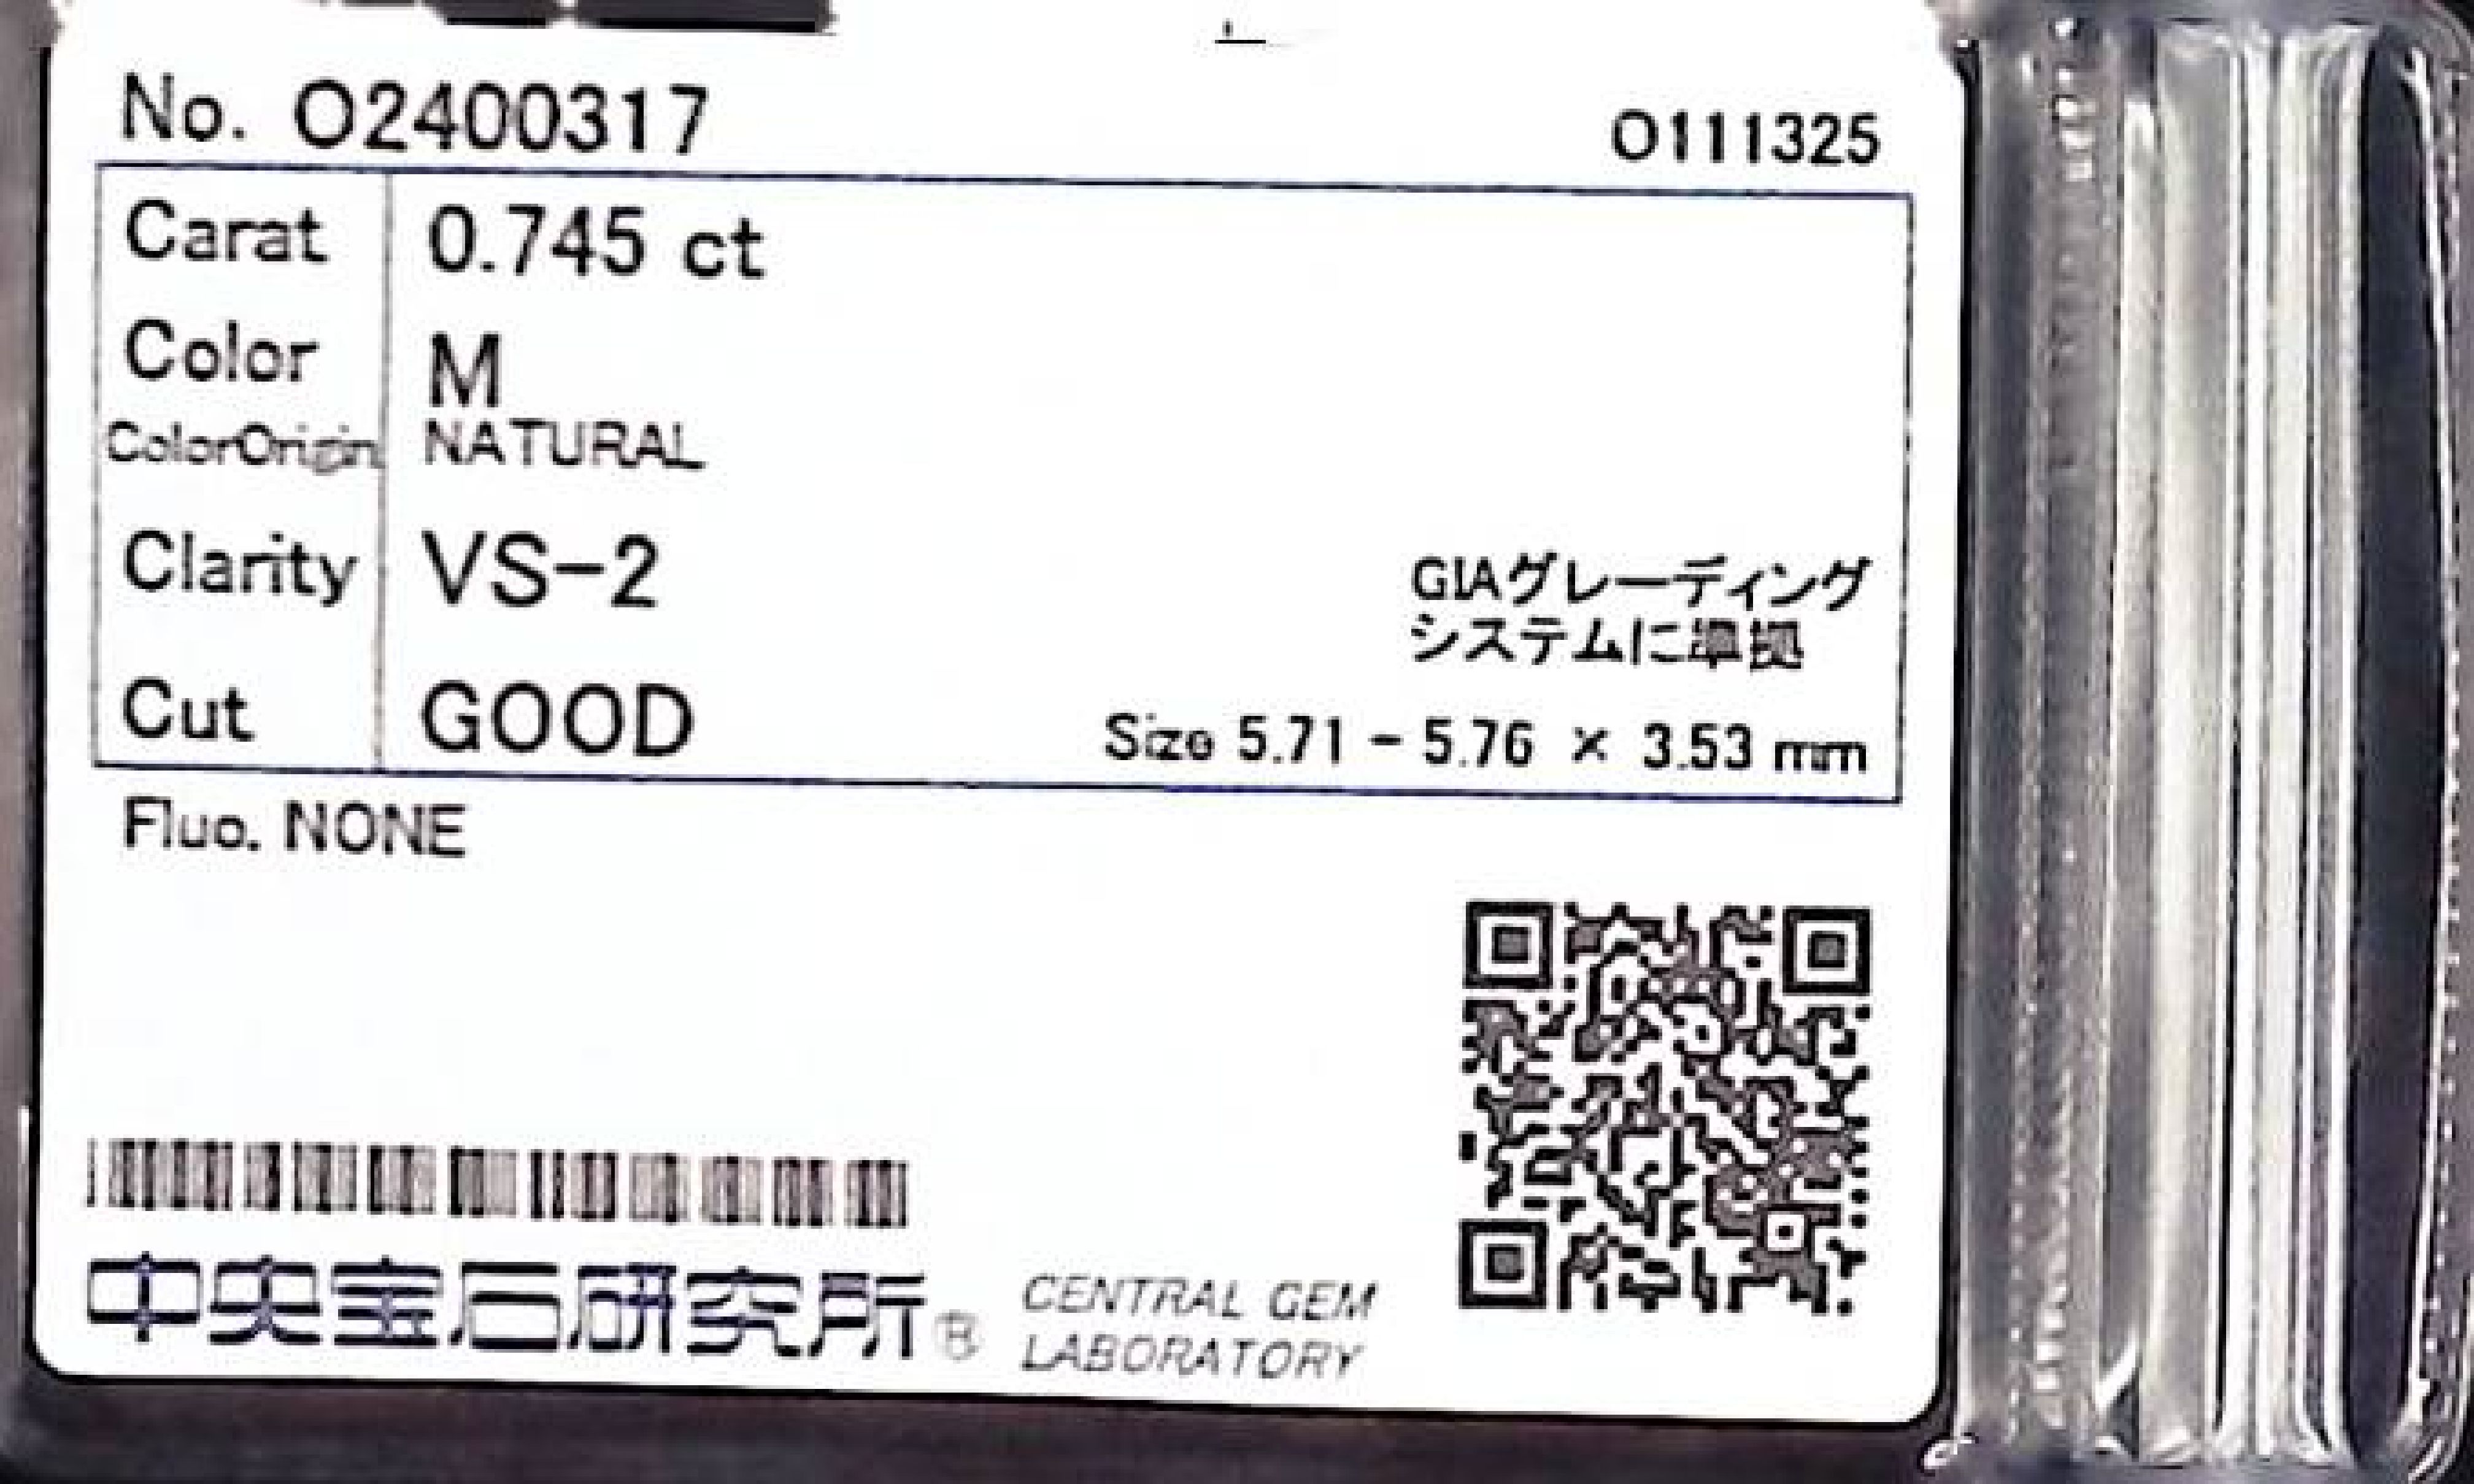 No. O2400317
O111325
Carat 0.745 ct
Color M
ColorOrigin NATURAL
Clarity VS-2
GIAグレーディング
システムに準拠
Cut GOOD
Size 5.71 - 5.76 × 3.53 mm
Fluo. NONE
中央宝石研究所®
CENTRAL GEM
LABORATORY